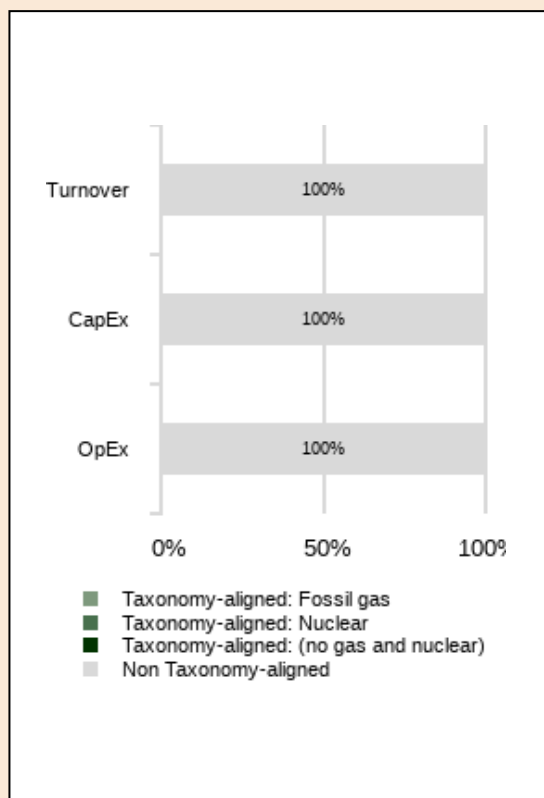 Turnover
100%
CapEx
100%
OpEx
100%
0% 50% 100%
Taxonomy-aligned: Fossil gas
Taxonomy-aligned: Nuclear
Taxonomy-aligned: (no gas and nuclear)
Non Taxonomy-aligned